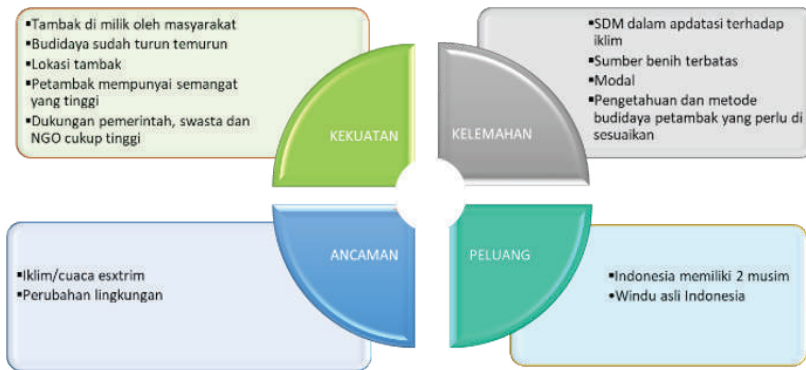 ▪Tambak di milik oleh masyarakat
▪Budidaya sudah turun temurun
▪Lokasi tambak
▪Petambak mempunyai semangat
yang tinggi
▪Dukungan pemerintah, swasta dan
NGO cukup tinggi
KEKUATAN
▪SDM dalam apdatasi terhadap
iklim
▪Sumber benih terbatas
▪Modal
▪Pengetahuan dan metode
budidaya petambak yang perlu di
sesuaikan
KELEMAHAN
▪Iklim/cuaca esxtrim
▪Perubahan lingkungan
ANCAMAN
PELUANG
▪Indonesia memiliki 2 musim
•Windu asli Indonesia